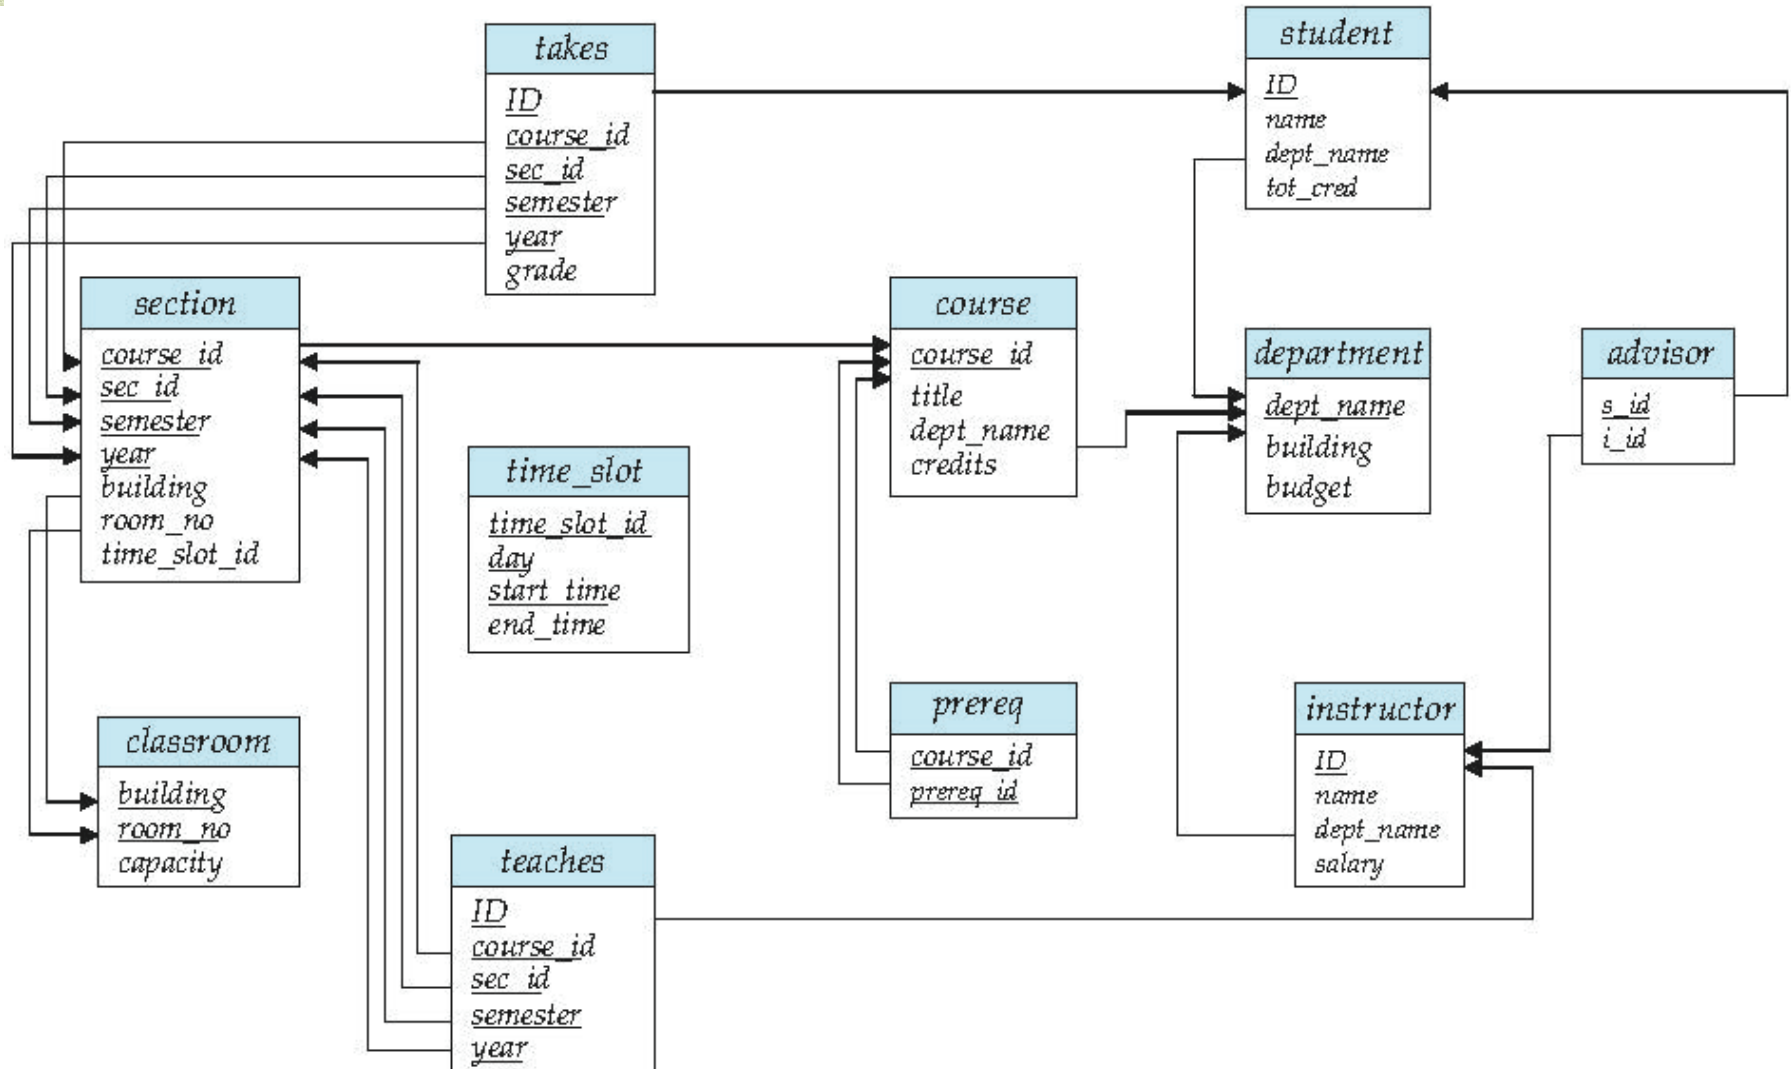 takes
ID
course_id
sec_id
semester
year
grade
student
ID
name
dept_name
tot_cred
section
course_id
sec_id
semester
year
building
room_no
time_slot_id
course
course_id
title
dept_name
credits
department
dept_name
building
budget
advisor
s_id
i_id
time_slot
time_slot_id
day
start_time
end_time
classroom
building
room_no
capacity
prereq
course_id
prereq_id
instructor
ID
name
dept_name
salary
teaches
ID
course_id
sec_id
semester
year